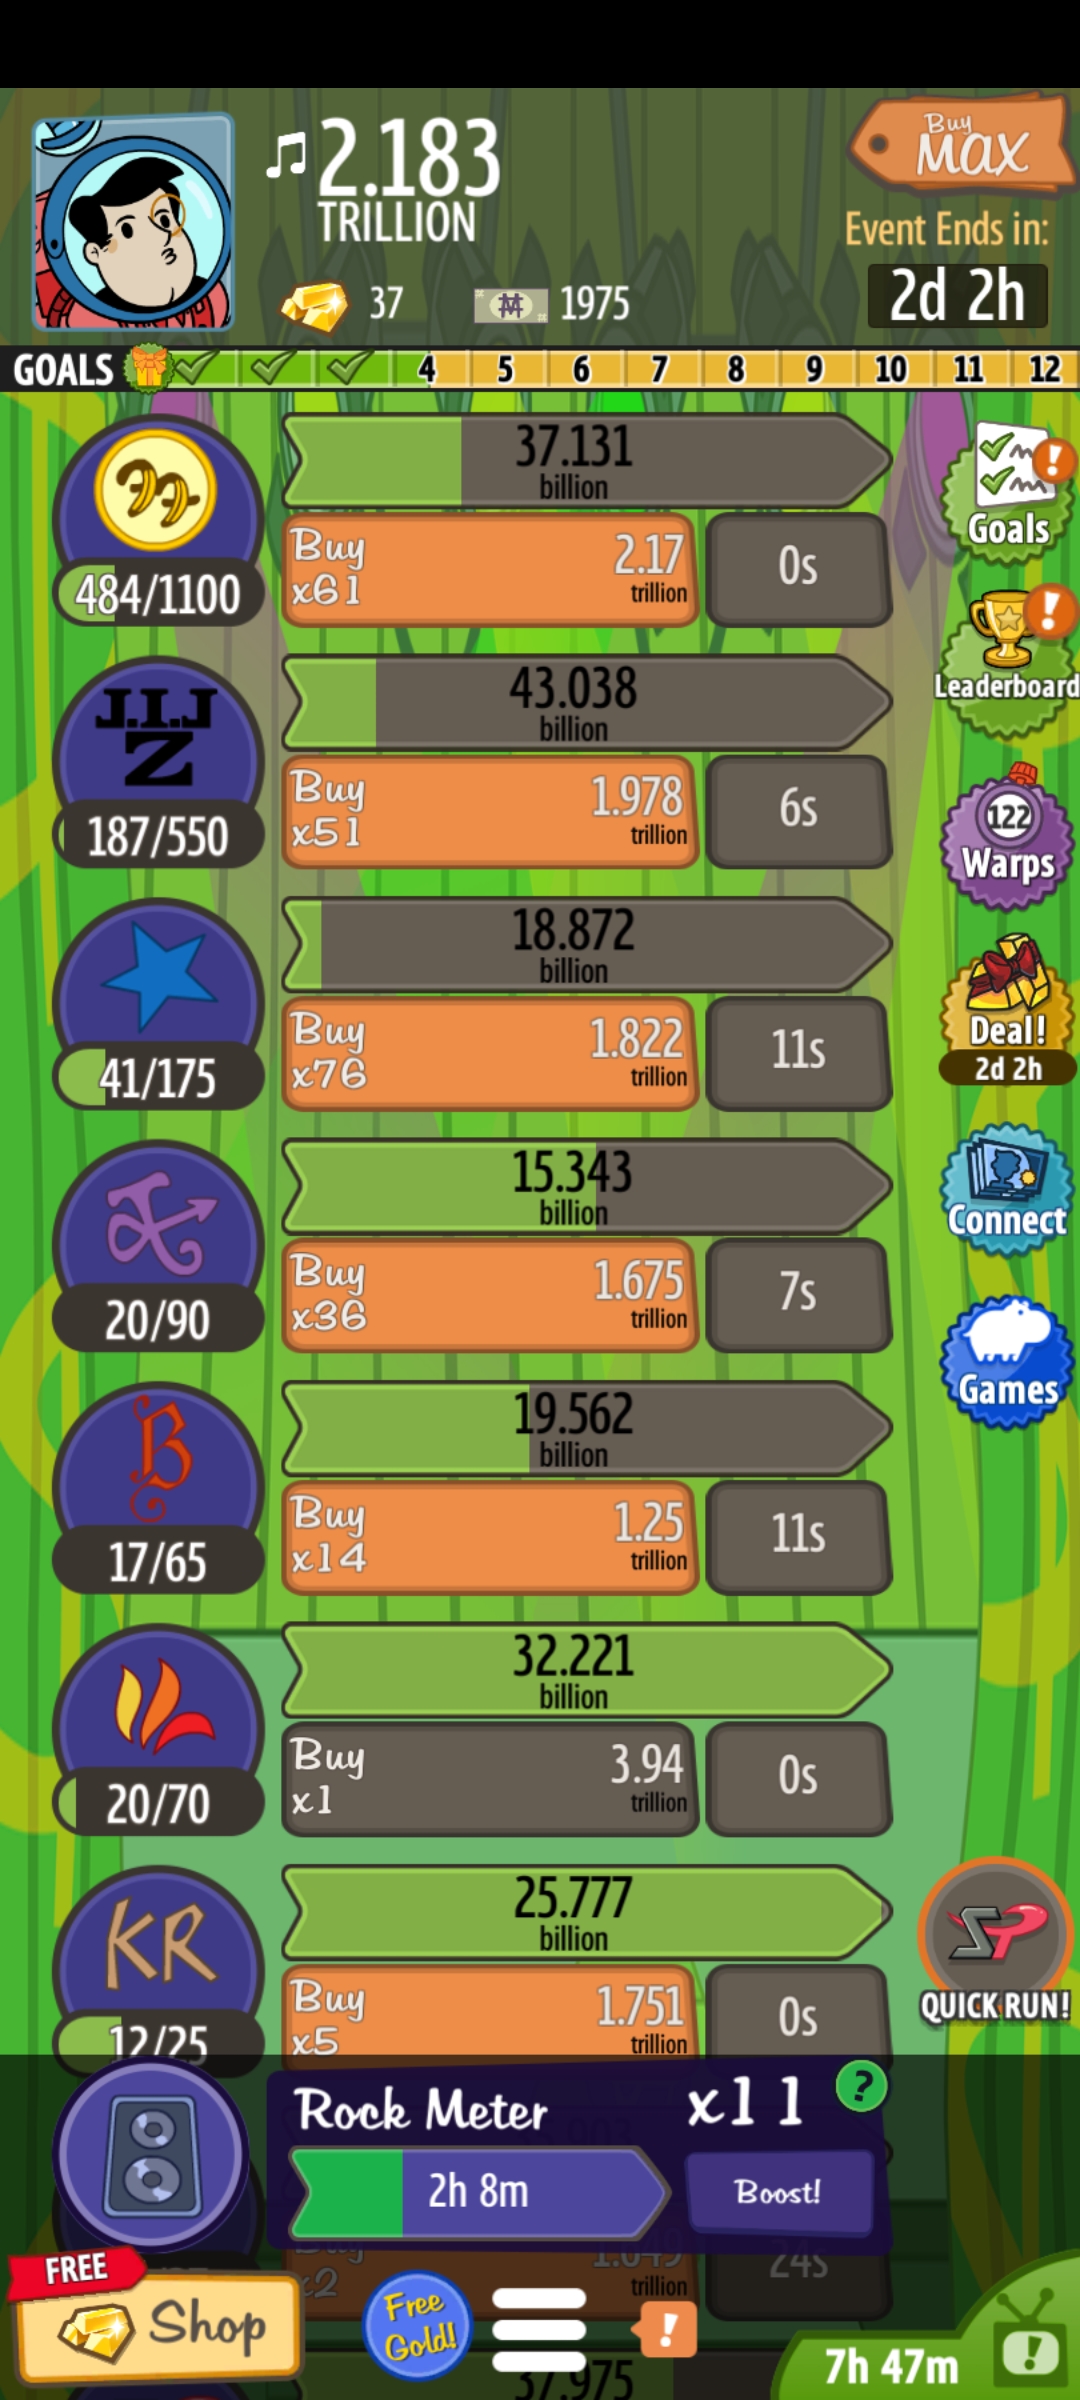 Buy
MAX
♫2.183
TRILLION
Event Ends in:
2d 2h
37
1975
GOALS 4 5 6 7 8 9 10 11 12
37.131
billion
Buy
x61
2.17
trillion
0s
484/1100
Goals
J.I.J
Z
43.038
billion
Buy
x51
1.978
trillion
6s
187/550
Leaderboard
18.872
billion
Buy
x76
1.822
trillion
11s
41/175
122
Warps
Deal!
2d 2h
15.343
billion
Buy
x36
1.675
trillion
7s
20/90
Connect
B
19.562
billion
Buy
x14
1.25
trillion
11s
17/65
Games
32.221
billion
Buy
x1
3.94
trillion
0s
20/70
KR
25.777
billion
Buy
x5
1.751
trillion
0s
12/25
QUICK RUN!
Rock Meter
x11
?
2h 8m
Boost!
x2
1.049
trillion
24s
FREE
Shop
Free
Gold!
!
37.975
7h 47m